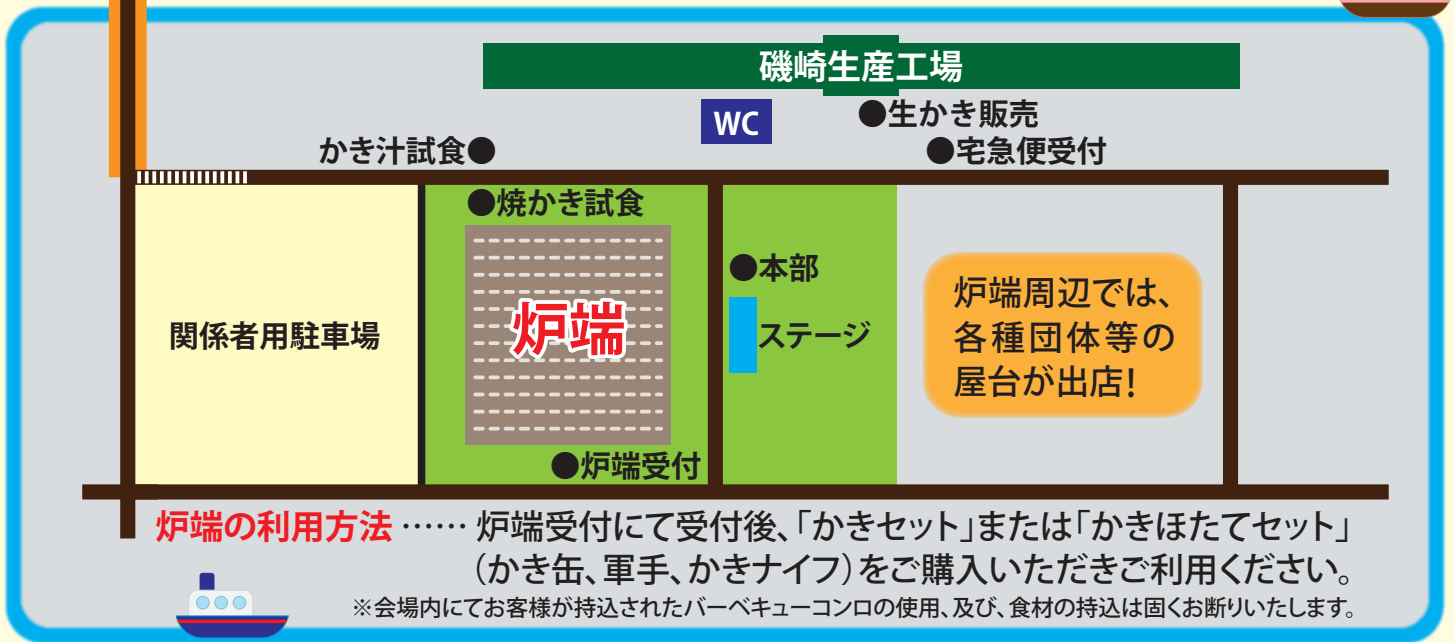 磯崎生産工場
WC
●生かき販売
かき汁試食●
●宅急便受付
●焼かき試食
●本部
炉端周辺では、
各種団体等の
屋台が出店!
関係者用駐車場
炉端
ステージ
●炉端受付
炉端の利用方法 …… 炉端受付にて受付後、「かきセット」または「かきほたてセット」
(かき缶、軍手、かきナイフ)をご購入いただきご利用ください。
※会場内にてお客様が持込されたバーベキューコンロの使用、及び、食材の持込は固くお断りいたします。